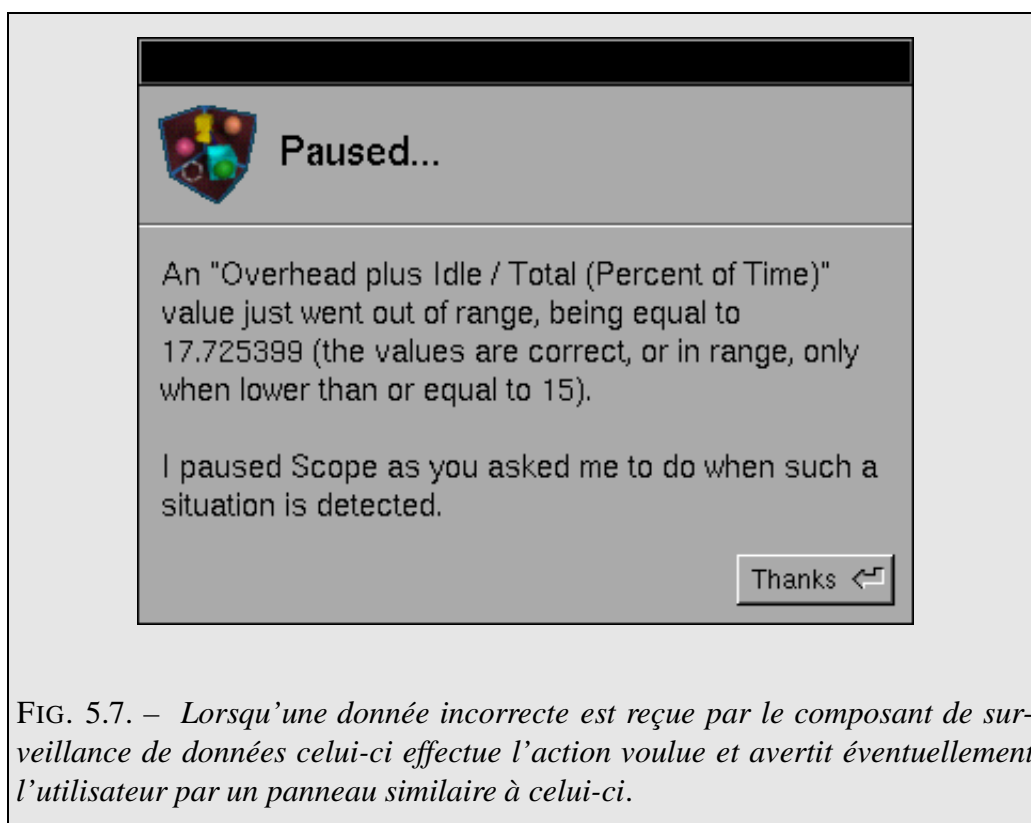 Paused...
An "Overhead plus Idle / Total (Percent of Time)"
value just went out of range, being equal to
17.725399 (the values are correct, or in range, only
when lower than or equal to 15).
I paused Scope as you asked me to do when such a
situation is detected.
Thanks
FIG. 5.7. – Lorsqu'une donnée incorrecte est reçue par le composant de sur-
veillance de données celui-ci effectue l'action voulue et avertit éventuellement
l'utilisateur par un panneau similaire à celui-ci.